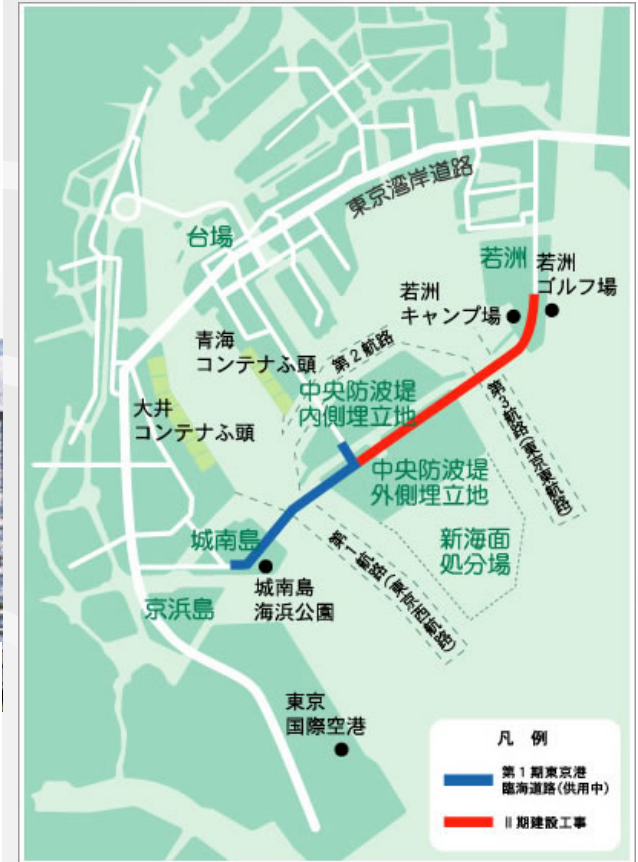 東京湾岸道路
台場
若洲
若洲
ゴルフ場
若洲
キャンプ場
青海
コンテナふ頭
第2航路
中央防波堤
内側埋立地
大井
コンテナふ頭
第3航路(東京東航路)
中央防波堤
外側埋立地
城南島
新海面
処分場
第1航路(東京西航路)
城南島
海浜公園
京浜島
東京
国際空港
凡 例
第1期東京港
臨海道路(供用中)
Ⅱ期建設工事